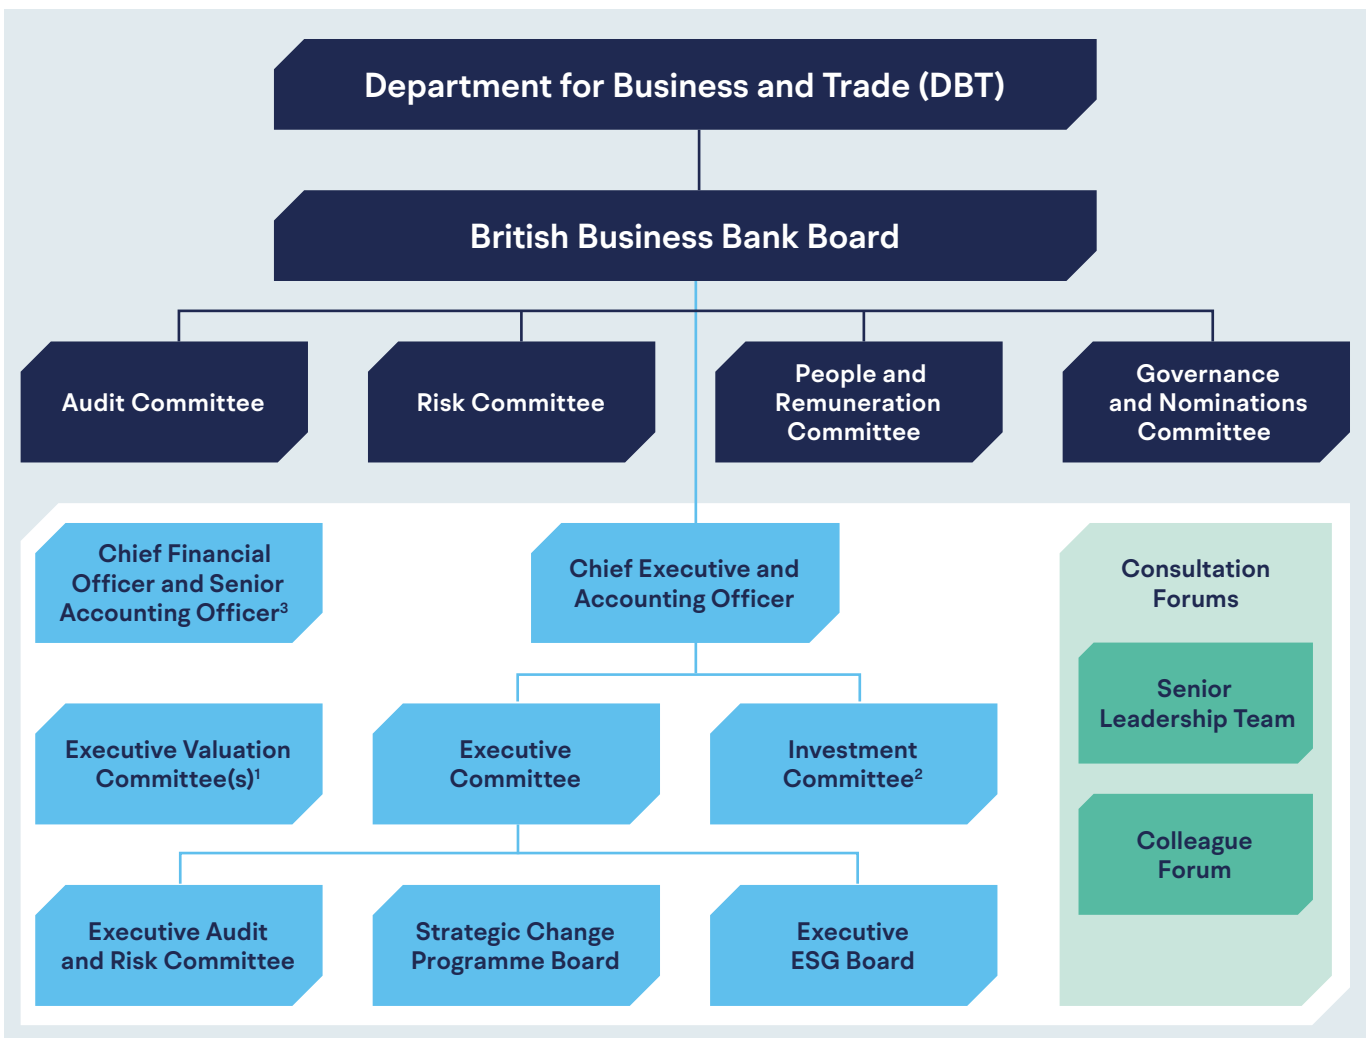 Department for Business and Trade (DBT)
British Business Bank Board
Audit Committee
Risk Committee
People and
Remuneration
Committee
Governance
and Nominations
Committee
Chief Financial
Officer and Senior
Accounting Officer³
Chief Executive and
Accounting Officer
Consultation
Forums
Senior
Leadership Team
Colleague
Forum
Executive Valuation
Committee(s)¹
Executive
Committee
Investment
Committee²
Executive Audit
and Risk Committee
Strategic Change
Programme Board
Executive
ESG Board